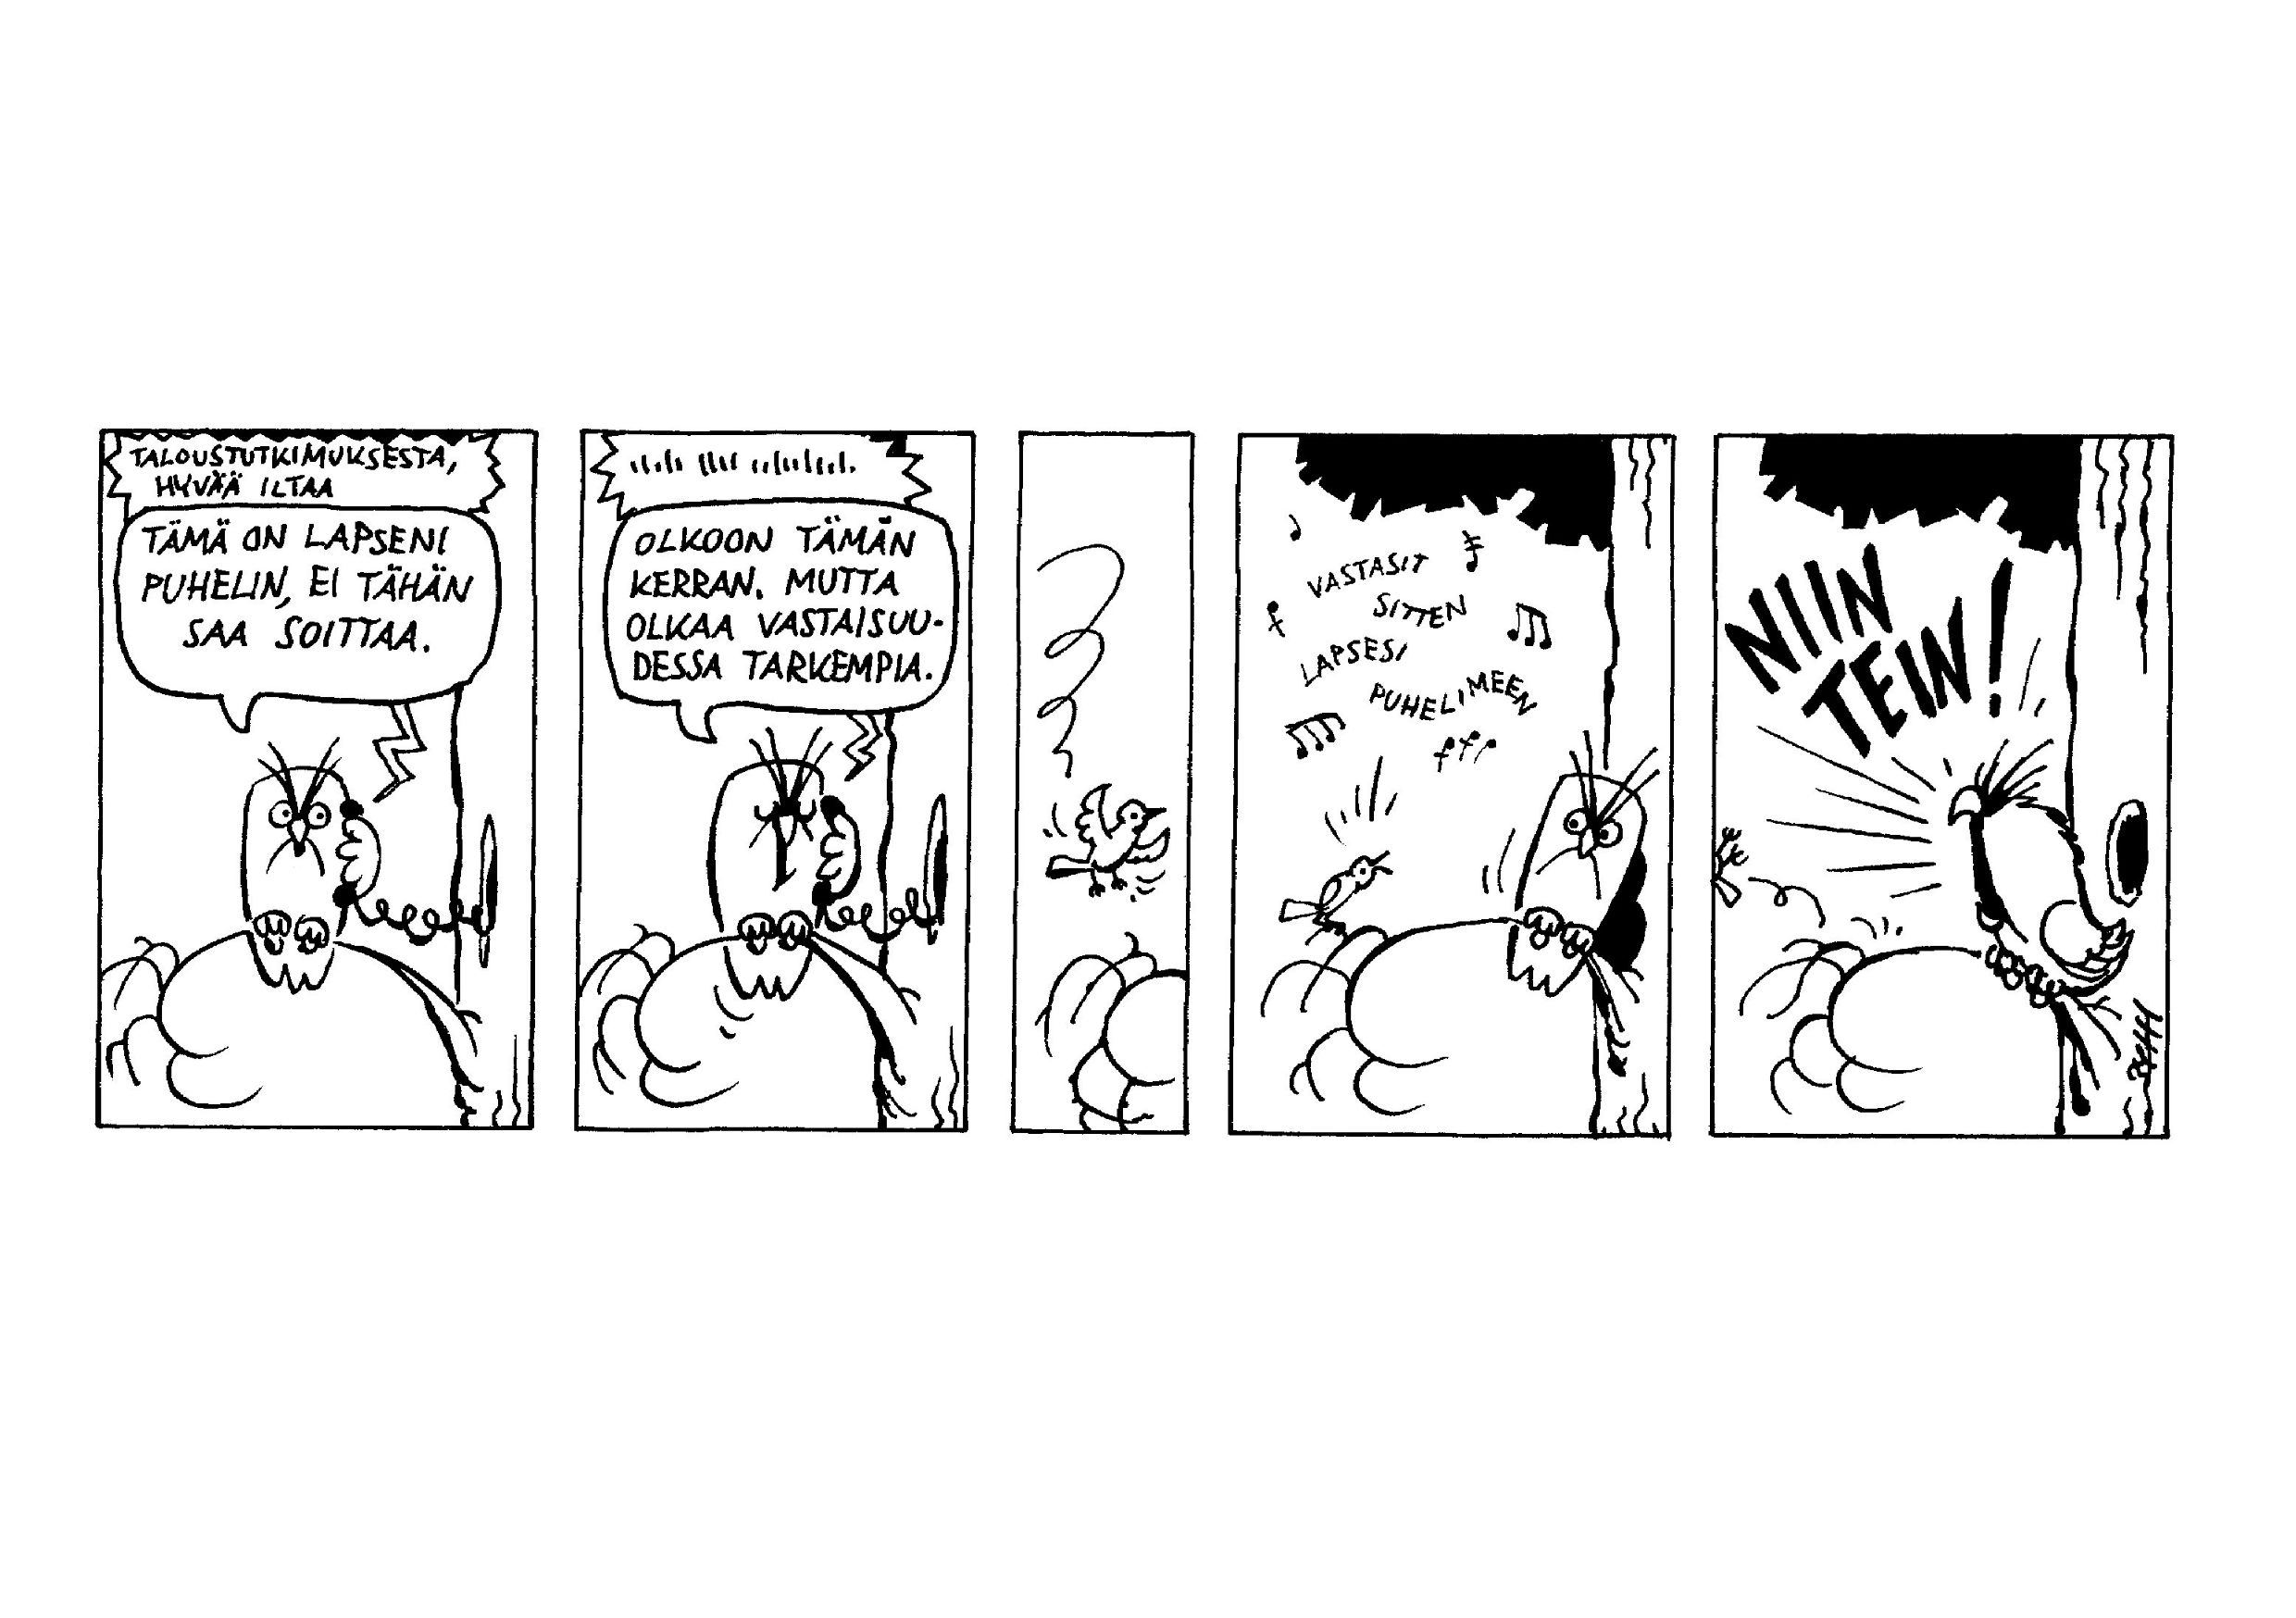 TALOUSTUTKIMUKSESTA,
HYVÄÄ ILTAA
TÄMÄ ON LAPSENI
PUHELIN, EI TÄHÄN
SAA SOITTAA.
OLKOON TÄMÄN
KERRAN. MUTTA
OLKAA VASTAISUU-
DESSA TARKEMPIA.
VASTASIT
SITTEN
LAPSESI
PUHELIMEEN
NIIN
TEIN!